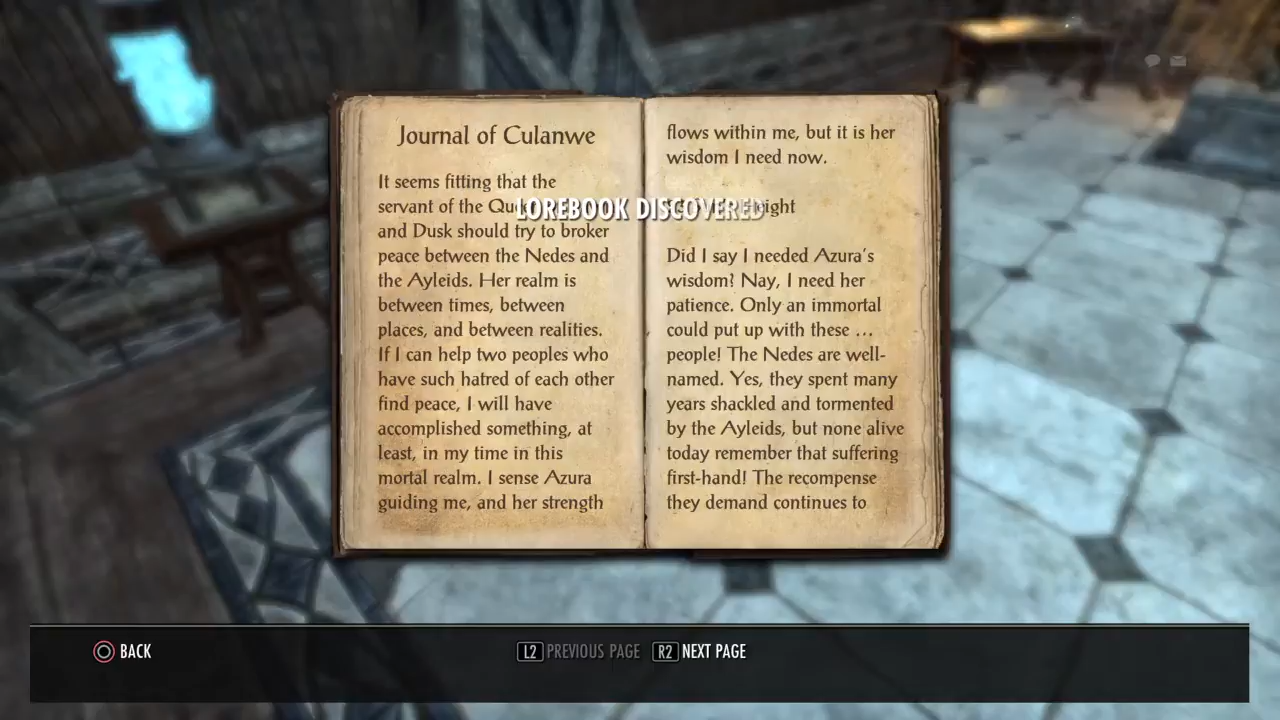 Journal of Culanwe
It seems fitting that the
servant of the
LOREBOOK DISCOVERED
and Dusk should try to broker
peace between the Nedes and
the Ayleids. Her realm is
between times, between
places, and between realities.
If I can help two peoples who
have such hatred of each other
find peace, I will have
accomplished something, at
least, in my time in this
mortal realm. I sense Azura
guiding me, and her strength
flows within me, but it is her
wisdom I need now.
Did I say I needed Azura's
wisdom? Nay, I need her
patience. Only an immortal
could put up with these ...
people! The Nedes are well-
named. Yes, they spent many
years shackled and tormented
by the Ayleids, but none alive
today remember that suffering
first-hand! The recompense
they demand continues to
BACK
L2 PREVIOUS PAGE R2 NEXT PAGE